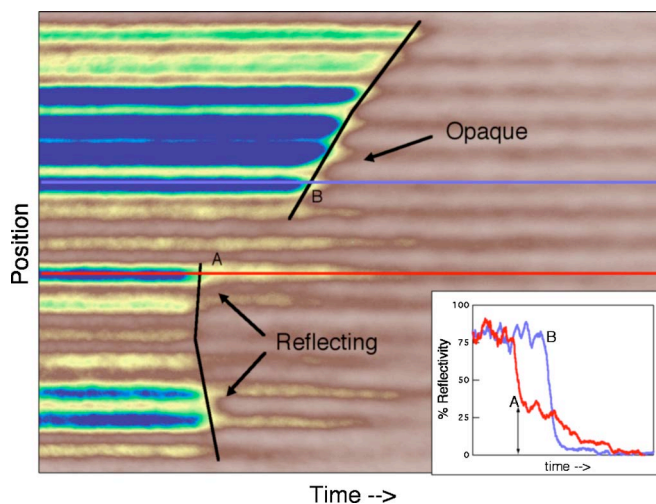 Opaque
B
Position
A
Reflecting
100
75
50
25
0
% Reflectivity
B
A
time -->
Time -->